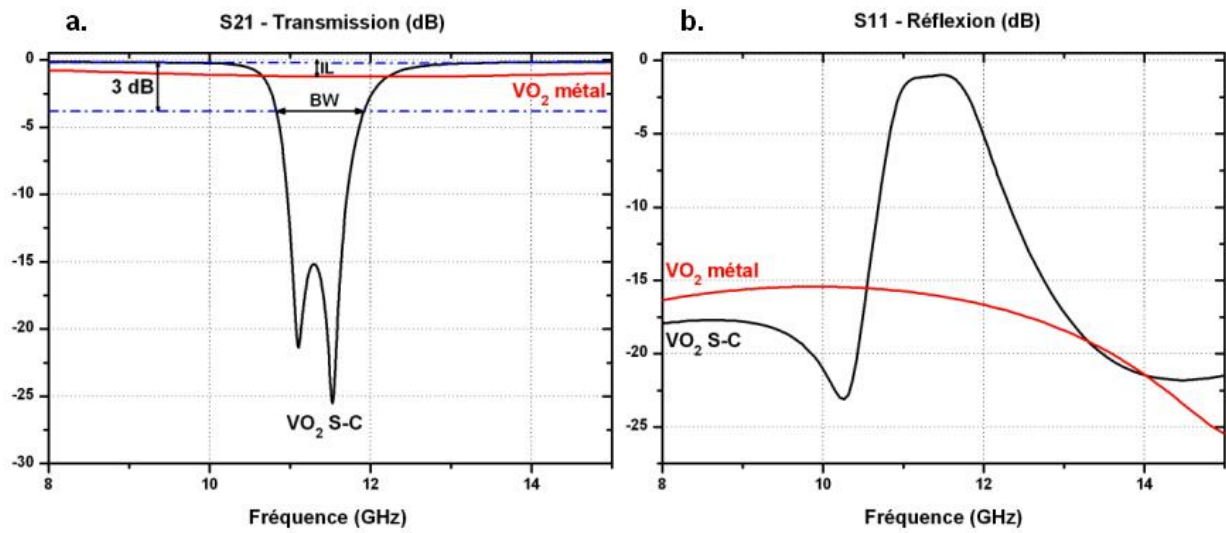 a.
S21 - Transmission (dB)
0
-5
-10
-15
-20
-25
-30
3 dB
IL
BW
VO2 métal
VO2 S-C
8
10
12
14
Fréquence (GHz)
b.
S11 - Réflexion (dB)
0
-5
-10
-15
-20
-25
VO2 métal
VO2 S-C
8
10
12
14
Fréquence (GHz)